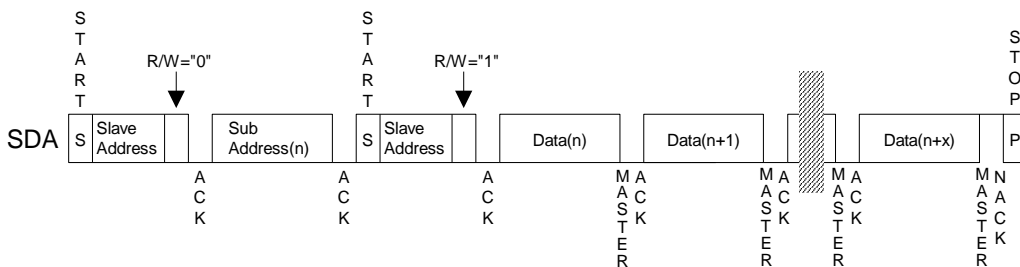 START
START
STOP
R/W="0"
R/W="1"
SDA
S
Slave
Address
Sub
Address(n)
S
Slave
Address
Data(n)
Data(n+1)
Data(n+x)
P
ACK
ACK
ACK
MASTER
ACK
MASTER
ACK
MASTER
ACK
MASTER
NACK